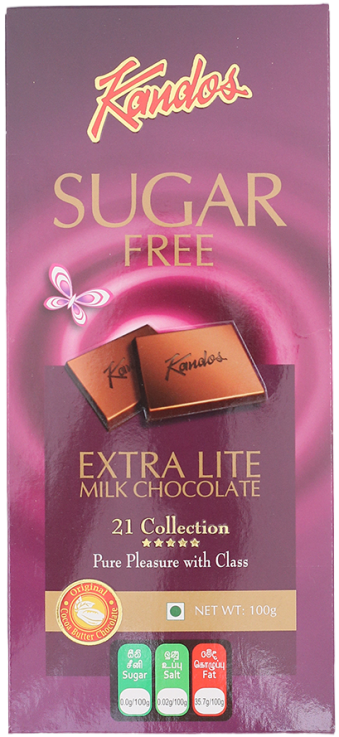 Kandos
SUGAR
FREE
Kandos
EXTRA LITE
MILK CHOCOLATE
21 Collection
Pure Pleasure with Class
Original
Cocoa Butter Chocolate
NET WT: 100g
සීනි
சீனி
Sugar
0.0g/100g
ලුණු
உப்பு
Salt
0.02g/100g
මේද
கொழுப்பு
Fat
35.7g/100g